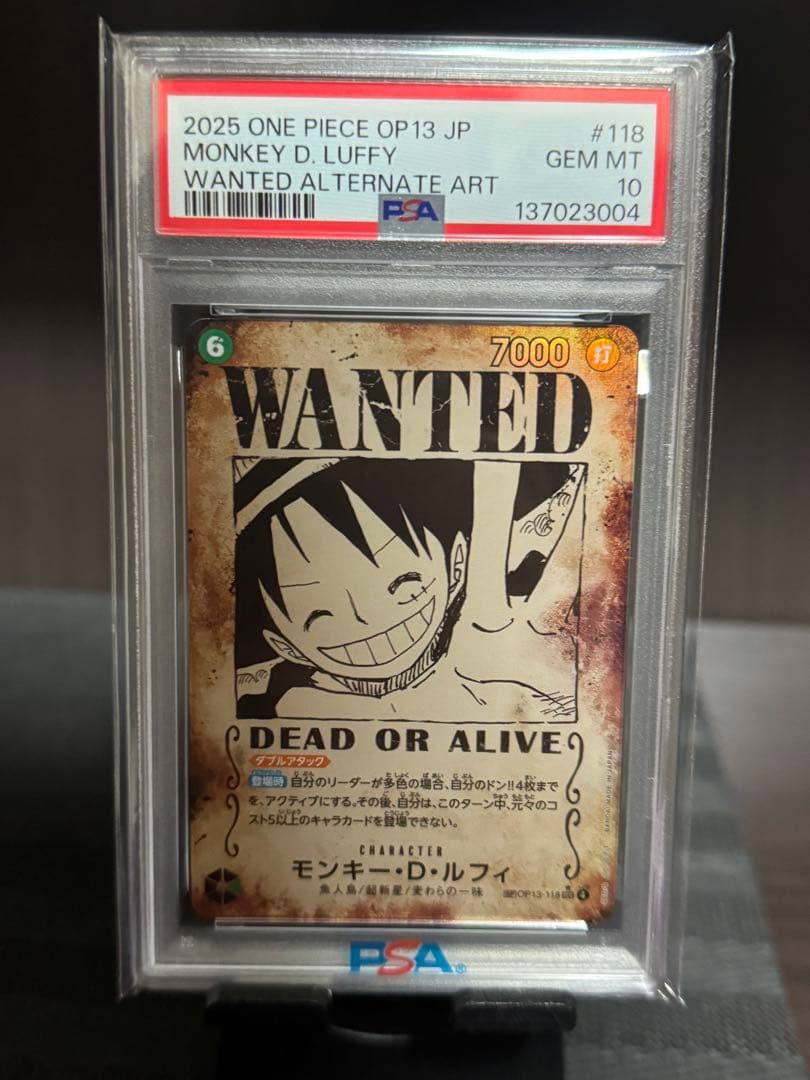 2025 ONE PIECE OP13 JP #118
MONKEY D. LUFFY GEM MT
WANTED ALTERNATE ART 10
PSA 137023004
6 7000 打
WANTED
DEAD OR ALIVE
ダブルアタック
登場時 自分のリーダーが多色の場合、自分のドン!!4枚まで
を、アクティブにする。その後、自分は、このターン中、元々のコ
スト5以上のキャラカードを登場できない。
CHARACTER
モンキー・D・ルフィ
魚人島/超新星/麦わらの一味
OP13-118
BANDAI MADE IN JAPAN
PSA